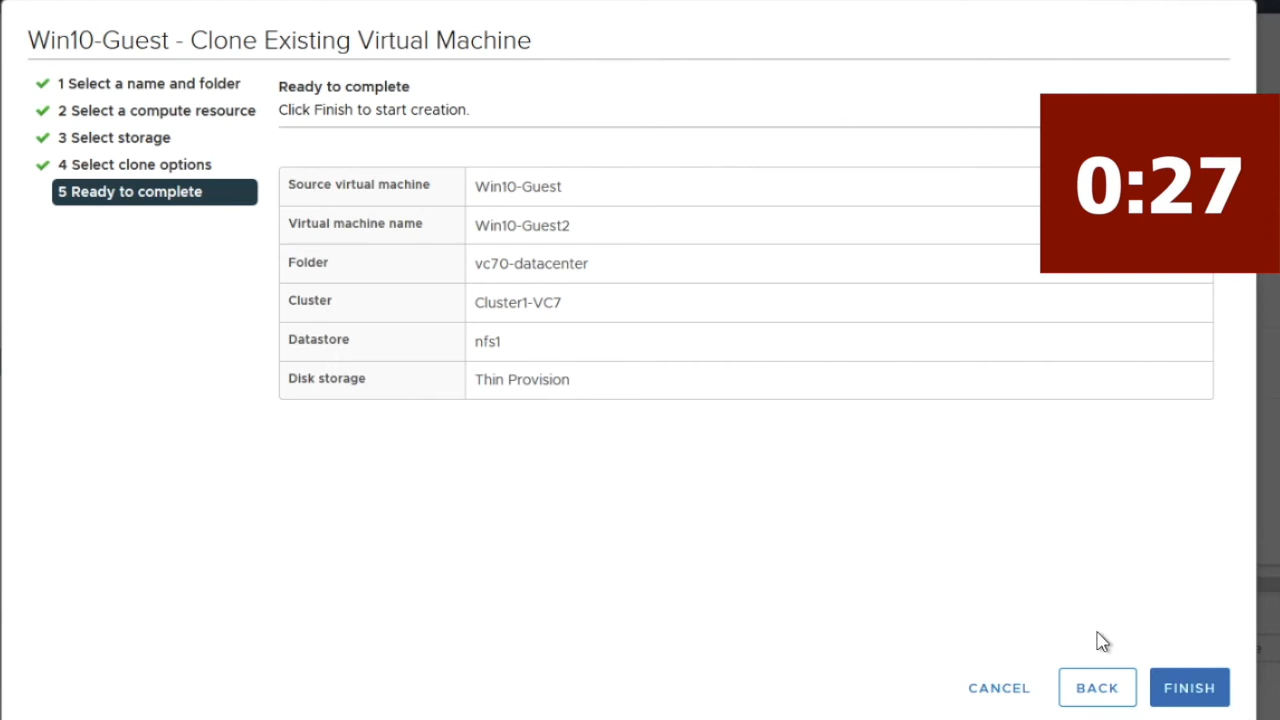 Win10-Guest - Clone Existing Virtual Machine
1 Select a name and folder
2 Select a compute resource
3 Select storage
4 Select clone options
5 Ready to complete
Ready to complete
Click Finish to start creation.
0:27
Source virtual machine Win10-Guest
Virtual machine name Win10-Guest2
Folder vc70-datacenter
Cluster Cluster1-VC7
Datastore nfs1
Disk storage Thin Provision
CANCEL BACK FINISH